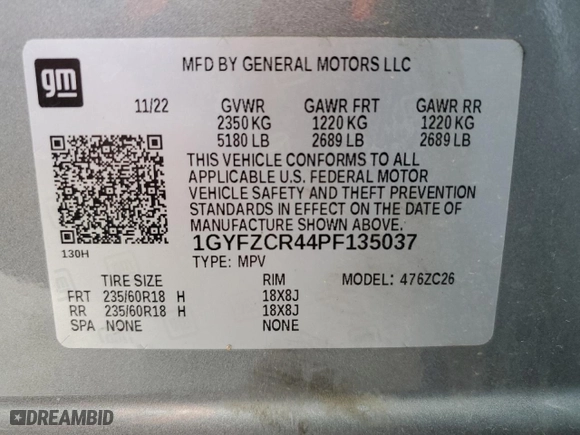 gm
MFD BY GENERAL MOTORS LLC
11/22 GVWR GAWR FRT GAWR RR
2350 KG 1220 KG 1220 KG
5180 LB 2689 LB 2689 LB
THIS VEHICLE CONFORMS TO ALL
APPLICABLE U.S. FEDERAL MOTOR
VEHICLE SAFETY AND THEFT PREVENTION
STANDARDS IN EFFECT ON THE DATE OF
MANUFACTURE SHOWN ABOVE.
130H 1GYFZCR44PF135037
TYPE: MPV
TIRE SIZE RIM MODEL: 476ZC26
FRT 235/60R18 H 18X8J
RR 235/60R18 H 18X8J
SPA NONE NONE
DREAMBID